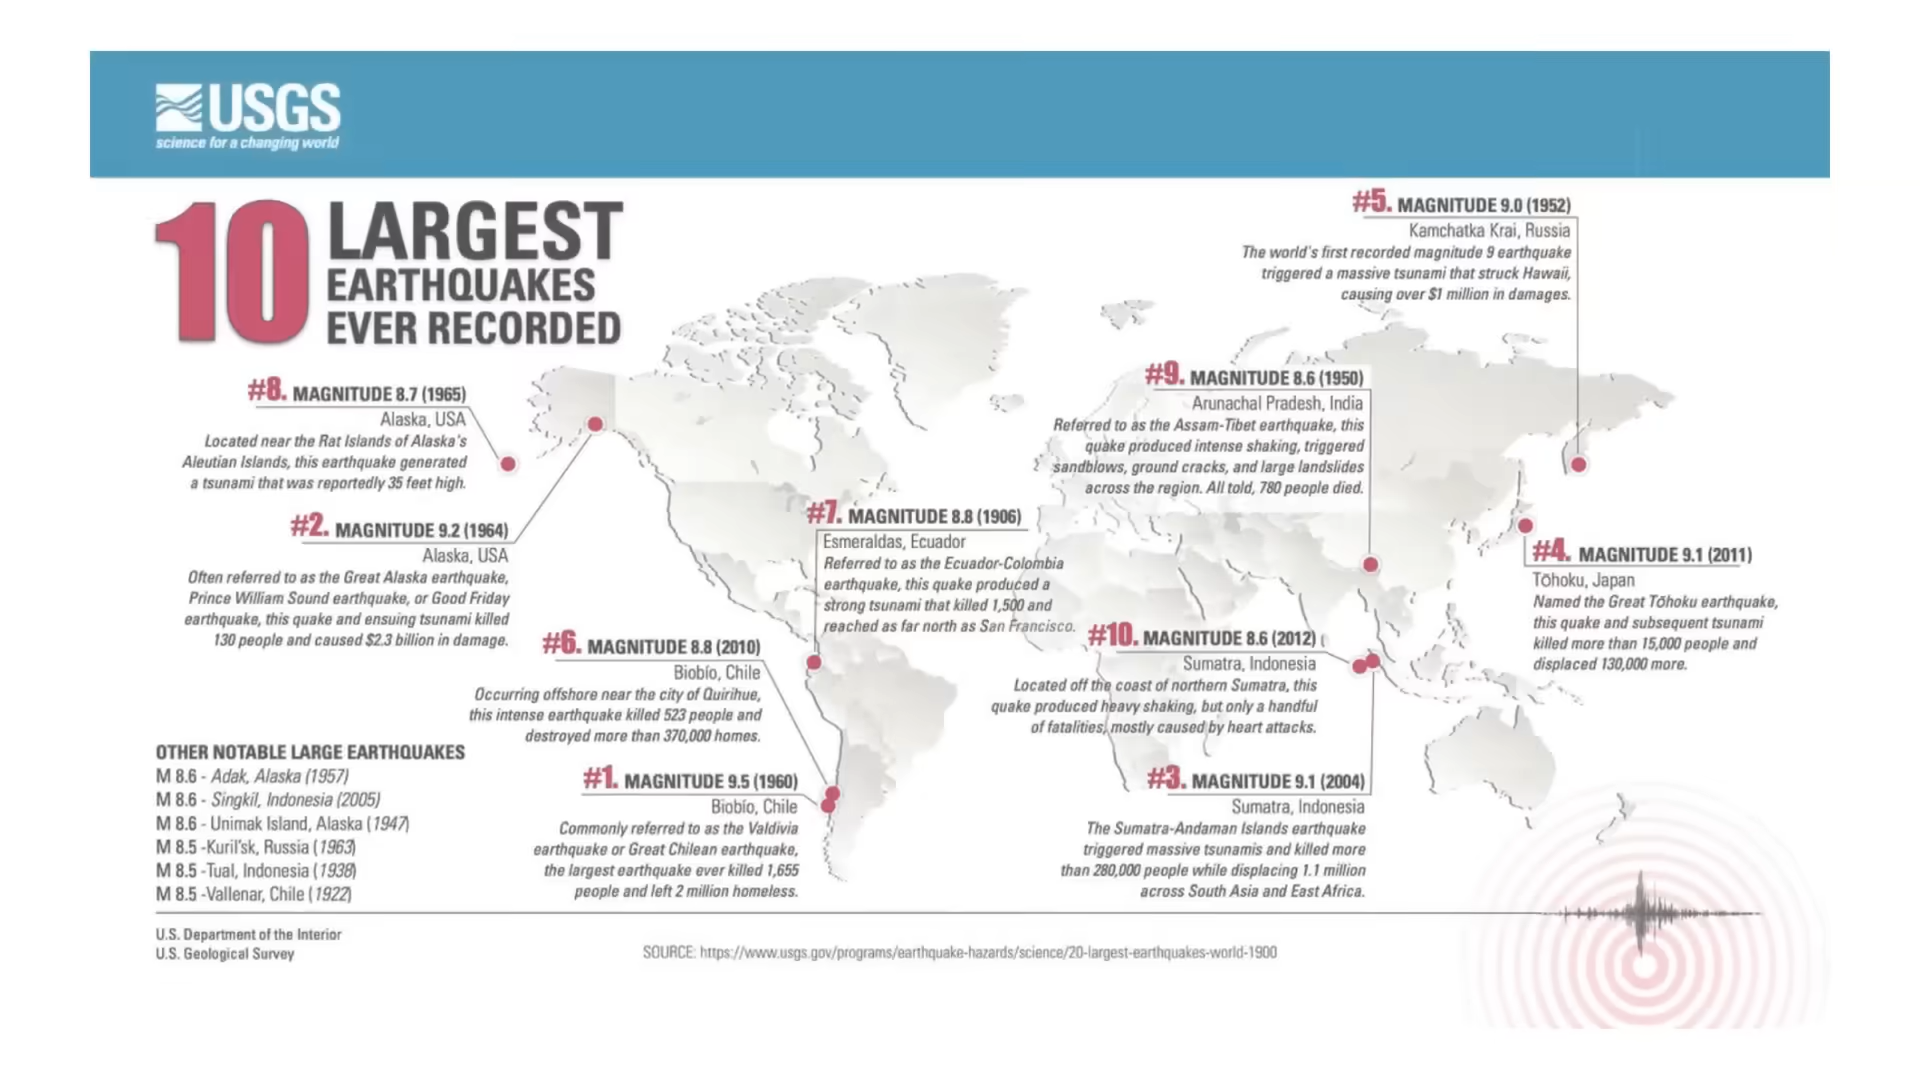 USGS
science for a changing world
10 LARGEST
EARTHQUAKES
EVER RECORDED
#8. MAGNITUDE 8.7 (1965)
Alaska, USA
Located near the Rat Islands of Alaska's
Aleutian Islands, this earthquake generated
a tsunami that was reportedly 35 feet high.
#2. MAGNITUDE 9.2 (1964)
Alaska, USA
Often referred to as the Great Alaska earthquake,
Prince William Sound earthquake, or Good Friday
earthquake, this quake and ensuing tsunami killed
130 people and caused $2.3 billion in damage.
#6. MAGNITUDE 8.8 (2010)
Biobío, Chile
Occurring offshore near the city of Quirihue,
this intense earthquake killed 523 people and
destroyed more than 370,000 homes.
#1. MAGNITUDE 9.5 (1960)
Biobío, Chile
Commonly referred to as the Valdivia
earthquake or Great Chilean earthquake,
the largest earthquake ever killed 1,655
people and left 2 million homeless.
#7. MAGNITUDE 8.8 (1906)
Esmeraldas, Ecuador
Referred to as the Ecuador-Colombia
earthquake, this quake produced a
strong tsunami that killed 1,500 and
reached as far north as San Francisco.
#5. MAGNITUDE 9.0 (1952)
Kamchatka Krai, Russia
The world's first recorded magnitude 9 earthquake
triggered a massive tsunami that struck Hawaii,
causing over $1 million in damages.
#9. MAGNITUDE 8.6 (1950)
Arunachal Pradesh, India
Referred to as the Assam-Tibet earthquake, this
quake produced intense shaking, triggered
sandblows, ground cracks, and large landslides
across the region. All told, 780 people died.
#4. MAGNITUDE 9.1 (2011)
Tōhoku, Japan
Named the Great Tōhoku earthquake,
this quake and subsequent tsunami
killed more than 15,000 people and
displaced 130,000 more.
#10. MAGNITUDE 8.6 (2012)
Sumatra, Indonesia
Located off the coast of northern Sumatra, this
quake produced heavy shaking, but only a handful
of fatalities, mostly caused by heart attacks.
#3. MAGNITUDE 9.1 (2004)
Sumatra, Indonesia
The Sumatra-Andaman Islands earthquake
triggered massive tsunamis and killed more
than 280,000 people while displacing 1.1 million
across South Asia and East Africa.
OTHER NOTABLE LARGE EARTHQUAKES
M 8.6 - Adak, Alaska (1957)
M 8.6 - Singkil, Indonesia (2005)
M 8.6 - Unimak Island, Alaska (1947)
M 8.5 -Kuril'sk, Russia (1963)
M 8.5 -Tual, Indonesia (1938)
M 8.5 -Vallenar, Chile (1922)
U.S. Department of the Interior
U.S. Geological Survey
SOURCE: https://www.usgs.gov/programs/earthquake-hazards/science/20-largest-earthquakes-world-1900